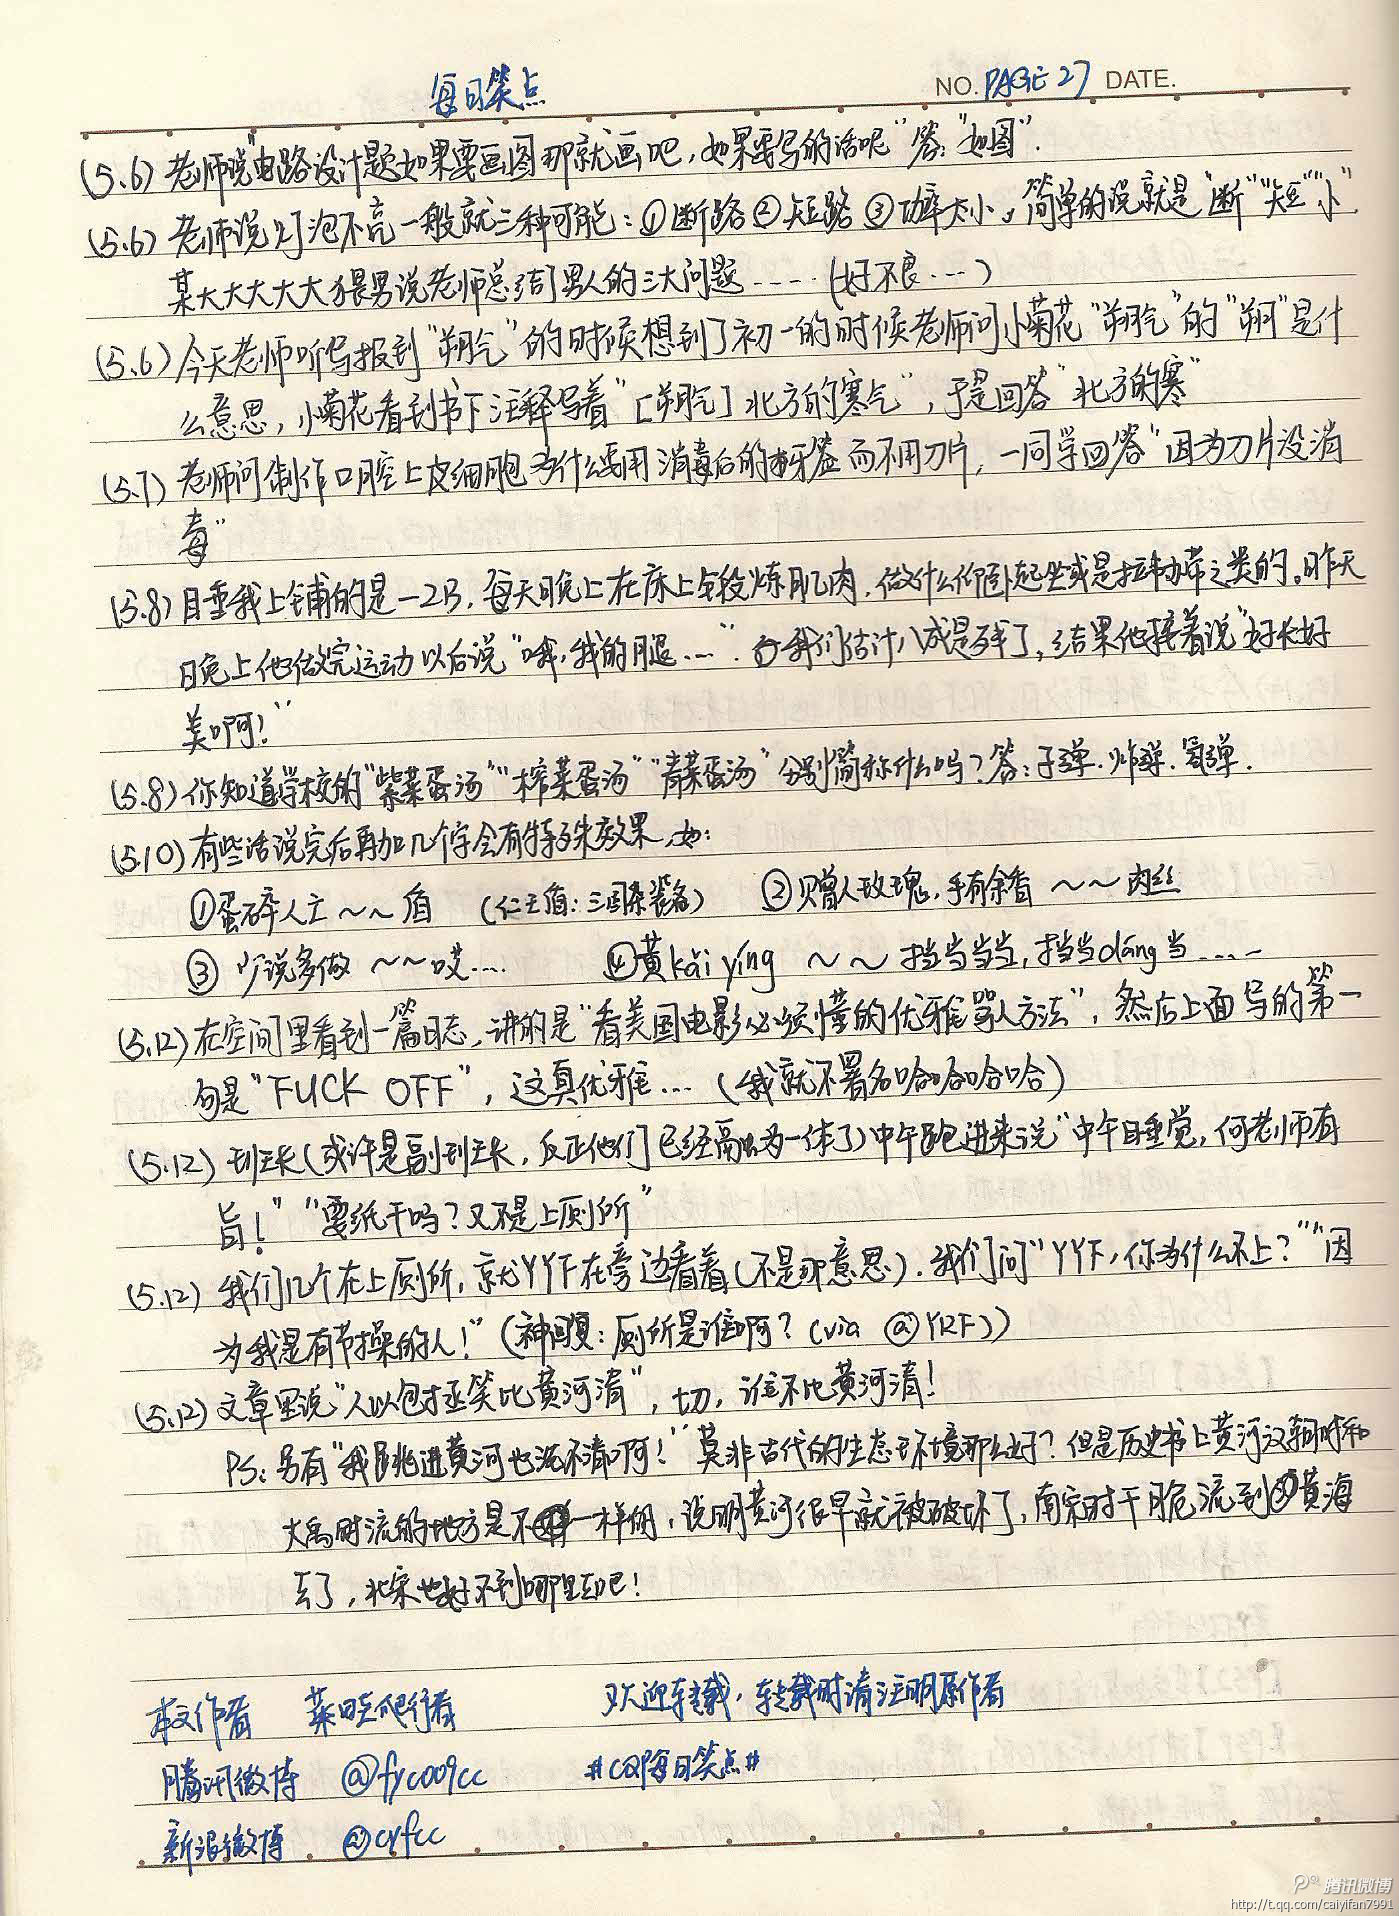 每日笑点
NO. PAGE 27 DATE.
(5.6) 老师说"电路设计题如果要画图那就画吧,如果要写的话呢"答:"如图".
(5.6) 老师说灯泡不亮一般就三种可能:①断路②短路③功率太小。简单的说就是"断""短""小"
某大大大大大猥男说老师总结了男人的三大问题……(好不良……)
(5.6) 今天老师听写报到"朔气"的时候想到了初一的时候老师问小菊花"朔气"的"朔"是什
么意思,小菊花看到书下注释写着"[朔气]北方的寒气",于是回答"北方的寒"
(5.7) 老师问制作口腔上皮细胞为什么要用消毒后的牙签而不用刀片,一同学回答"因为刀片没消
毒"
(5.8) 睡我上铺的是一2B,每天晚上在床上锻炼肌肉,做什么仰卧起坐或是拉韧带之类的。昨天
晚上他做完运动以后说"哦,我的腿……".我们估计八成是残了,结果他接着说"好长好
美啊!"
(5.8) 你知道学校的"紫菜蛋汤""榨菜蛋汤""青菜蛋汤"分别简称什么吗?答:子弹.炸弹.氢弹.
(5.10) 有些话说完后再加几个字会有特殊效果,如:
①蛋碎人亡~~盾 (仁王盾:三国杀装备) ②赠人玫瑰,手有余香~~肉丝
③少说多做 ~~哎…… ④黄kāi yīng ~~ 挡当当当,挡当dāng当……
(5.12) 在空间里看到一篇日志,讲的是"看美国电影必须懂的优雅骂人方法",然后上面写的第一
句是"FUCK OFF",这真优雅…(我就不署名哈哈哈哈)
(5.12) 班长(或许是副班长,反正他们已经融为一体了)中午跑进来说"中午睡觉,何老师有
旨!""要纸干吗?又不是上厕所"
(5.12) 我们几个在上厕所,就YYF在旁边看着(不是那意思).我们问"YYF,你为什么不上?""因
为我是有节操的人!"(神回复:厕所是谁啊?(via @YRF))
(5.12) 文章里说"人以包拯笑比黄河清",切,谁不比黄河清!
PS:另有"我跳进黄河也洗不清啊!"莫非古代的生态环境那么好?但是历史书上黄河汉朝时和
大禹时流的地方是不一样的,说明黄河很早就被破坏了,南宋时干脆流到黄海
去了,北宋也好不到哪里去吧!
本文作者 菜晓爬行者 欢迎转载,转载时请注明原作者
腾讯微博 @fyc009cc #CQ每日笑点#
新浪微博 @cyfcc
腾讯微博
http://t.qq.com/caiyifan7991